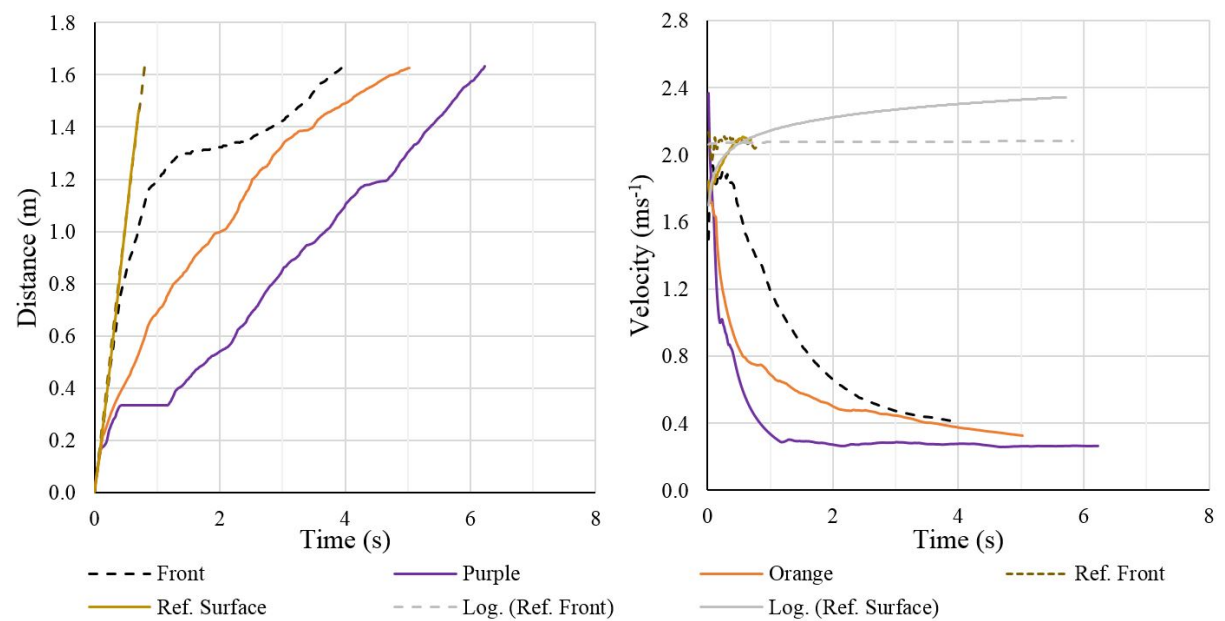 1.8
1.6
1.4
1.2
1.0
0.8
0.6
0.4
0.2
0.0
Distance (m)
0 2 4 6 8
Time (s)
2.8
2.4
2.0
1.6
1.2
0.8
0.4
0.0
Velocity (ms⁻¹)
0 2 4 6 8
Time (s)
Front Purple Orange Ref. Front
Ref. Surface Log. (Ref. Front) Log. (Ref. Surface)